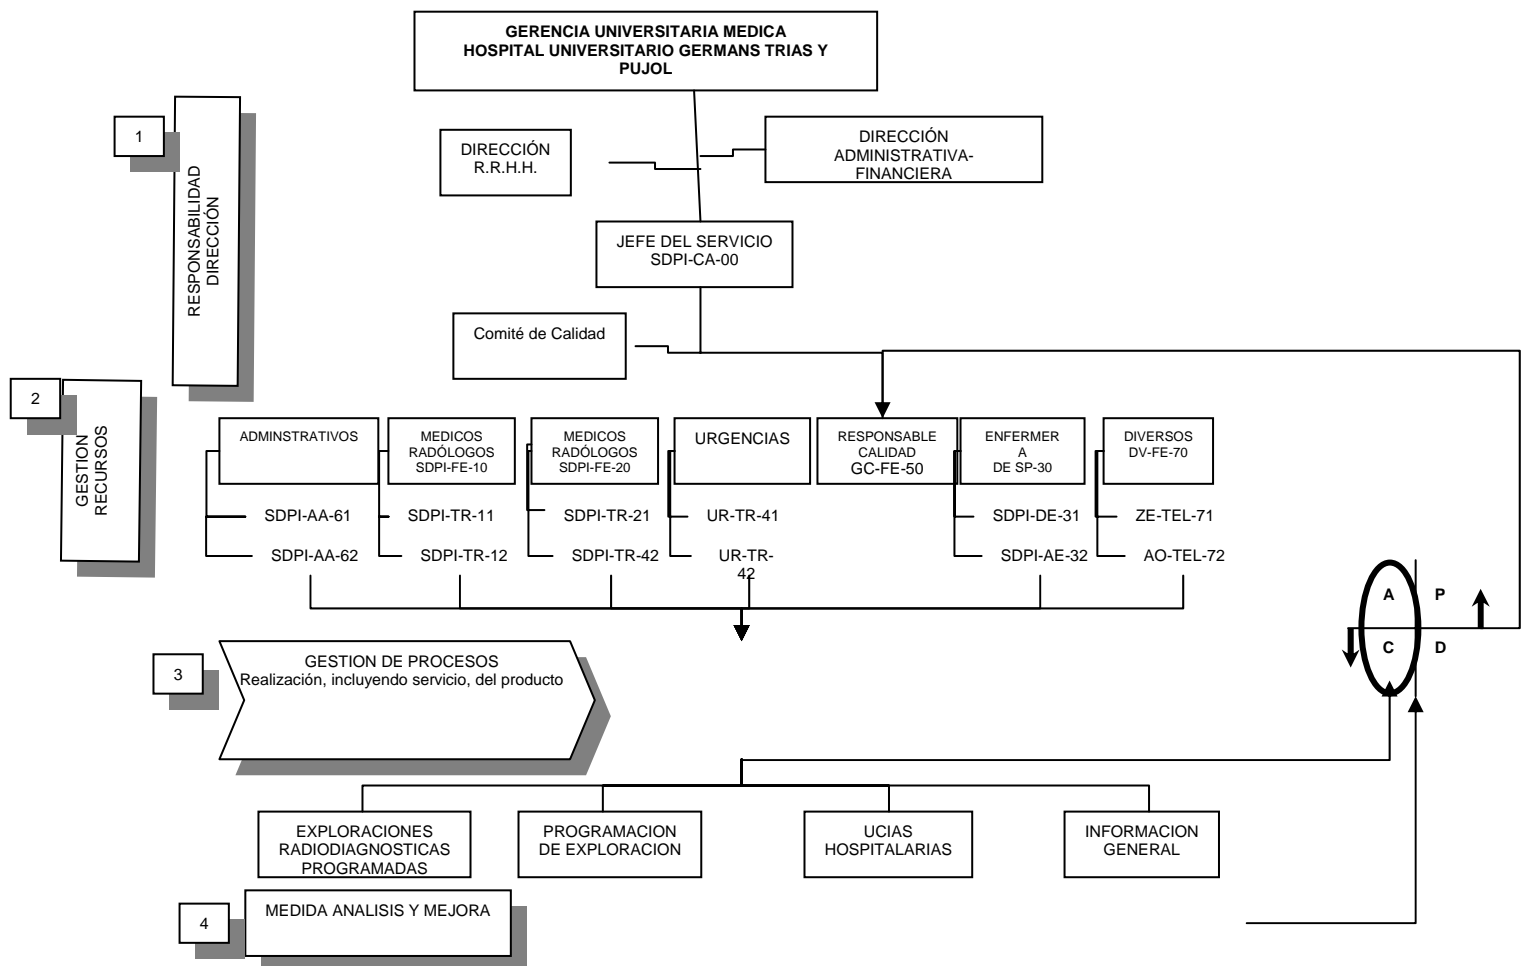 GERENCIA UNIVERSITARIA MEDICA
HOSPITAL UNIVERSITARIO GERMANS TRIAS Y
PUJOL
1
RESPONSABILIDAD
DIRECCIÓN
DIRECCIÓN
R.R.H.H.
DIRECCIÓN
ADMINISTRATIVA-
FINANCIERA
JEFE DEL SERVICIO
SDPI-CA-00
Comité de Calidad
2
GESTION
RECURSOS
ADMINSTRATIVOS
SDPI-AA-61
SDPI-AA-62
MEDICOS
RADÓLOGOS
SDPI-FE-10
SDPI-TR-11
SDPI-TR-12
MEDICOS
RADÓLOGOS
SDPI-FE-20
SDPI-TR-21
SDPI-TR-42
URGENCIAS
UR-TR-41
UR-TR-
42
RESPONSABLE
CALIDAD
GC-FE-50
ENFERMER
A
DE SP-30
SDPI-DE-31
SDPI-AE-32
DIVERSOS
DV-FE-70
ZE-TEL-71
AO-TEL-72
A P
C D
3
GESTION DE PROCESOS
Realización, incluyendo servicio, del producto
EXPLORACIONES
RADIODIAGNOSTICAS
PROGRAMADAS
PROGRAMACION
DE EXPLORACION
UCIAS
HOSPITALARIAS
INFORMACION
GENERAL
4
MEDIDA ANALISIS Y MEJORA